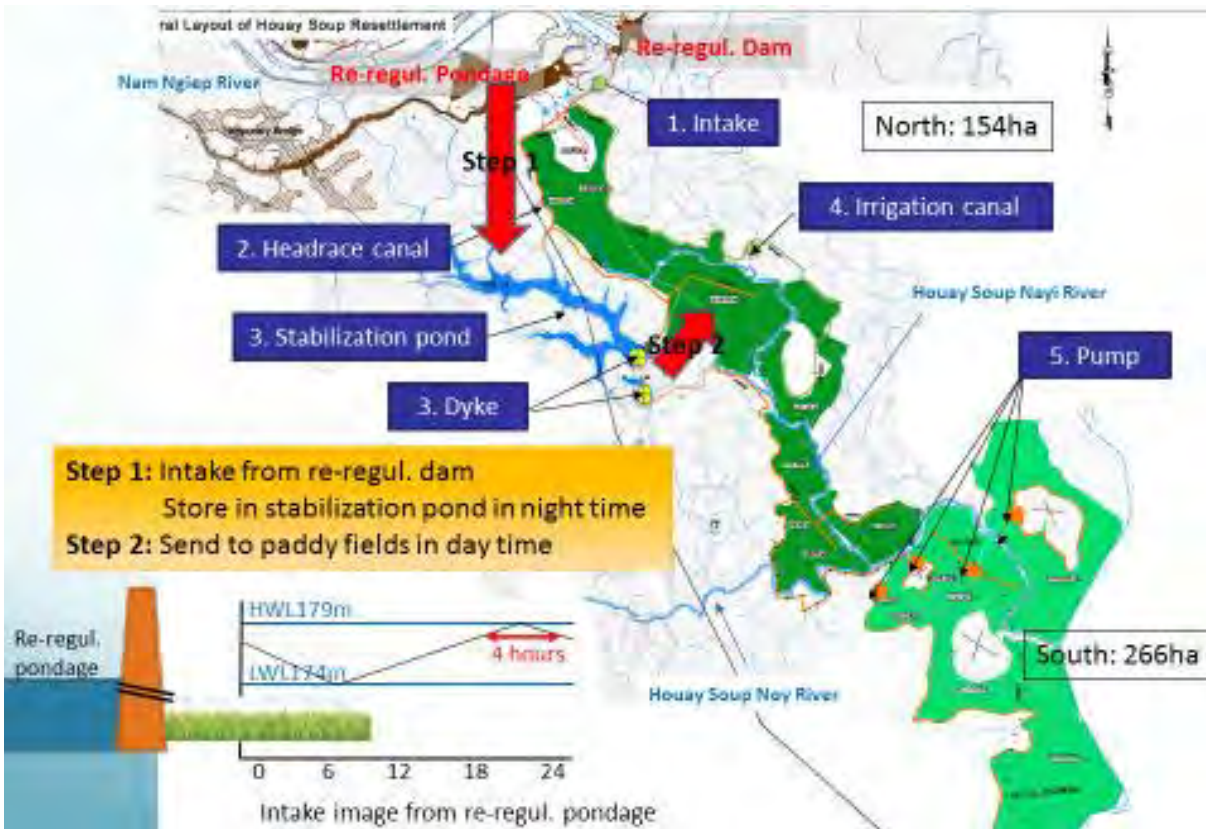 ral Layout of Houay Soup Resettlement
Re-regul. Dam
Re-regul. Pondage
Nam Ngiep River
1. Intake
North: 154ha
Step 1
4. Irrigation canal
2. Headrace canal
Houay Soup Nayi River
3. Stabilization pond
Step 2
5. Pump
3. Dyke
Step 1: Intake from re-regul. dam
Store in stabilization pond in night time
Step 2: Send to paddy fields in day time
HWL179m
Re-regul.
pondage
4 hours
LWL174m
South: 266ha
Houay Soup Noy River
0 6 12 18 24
Intake image from re-regul. pondage